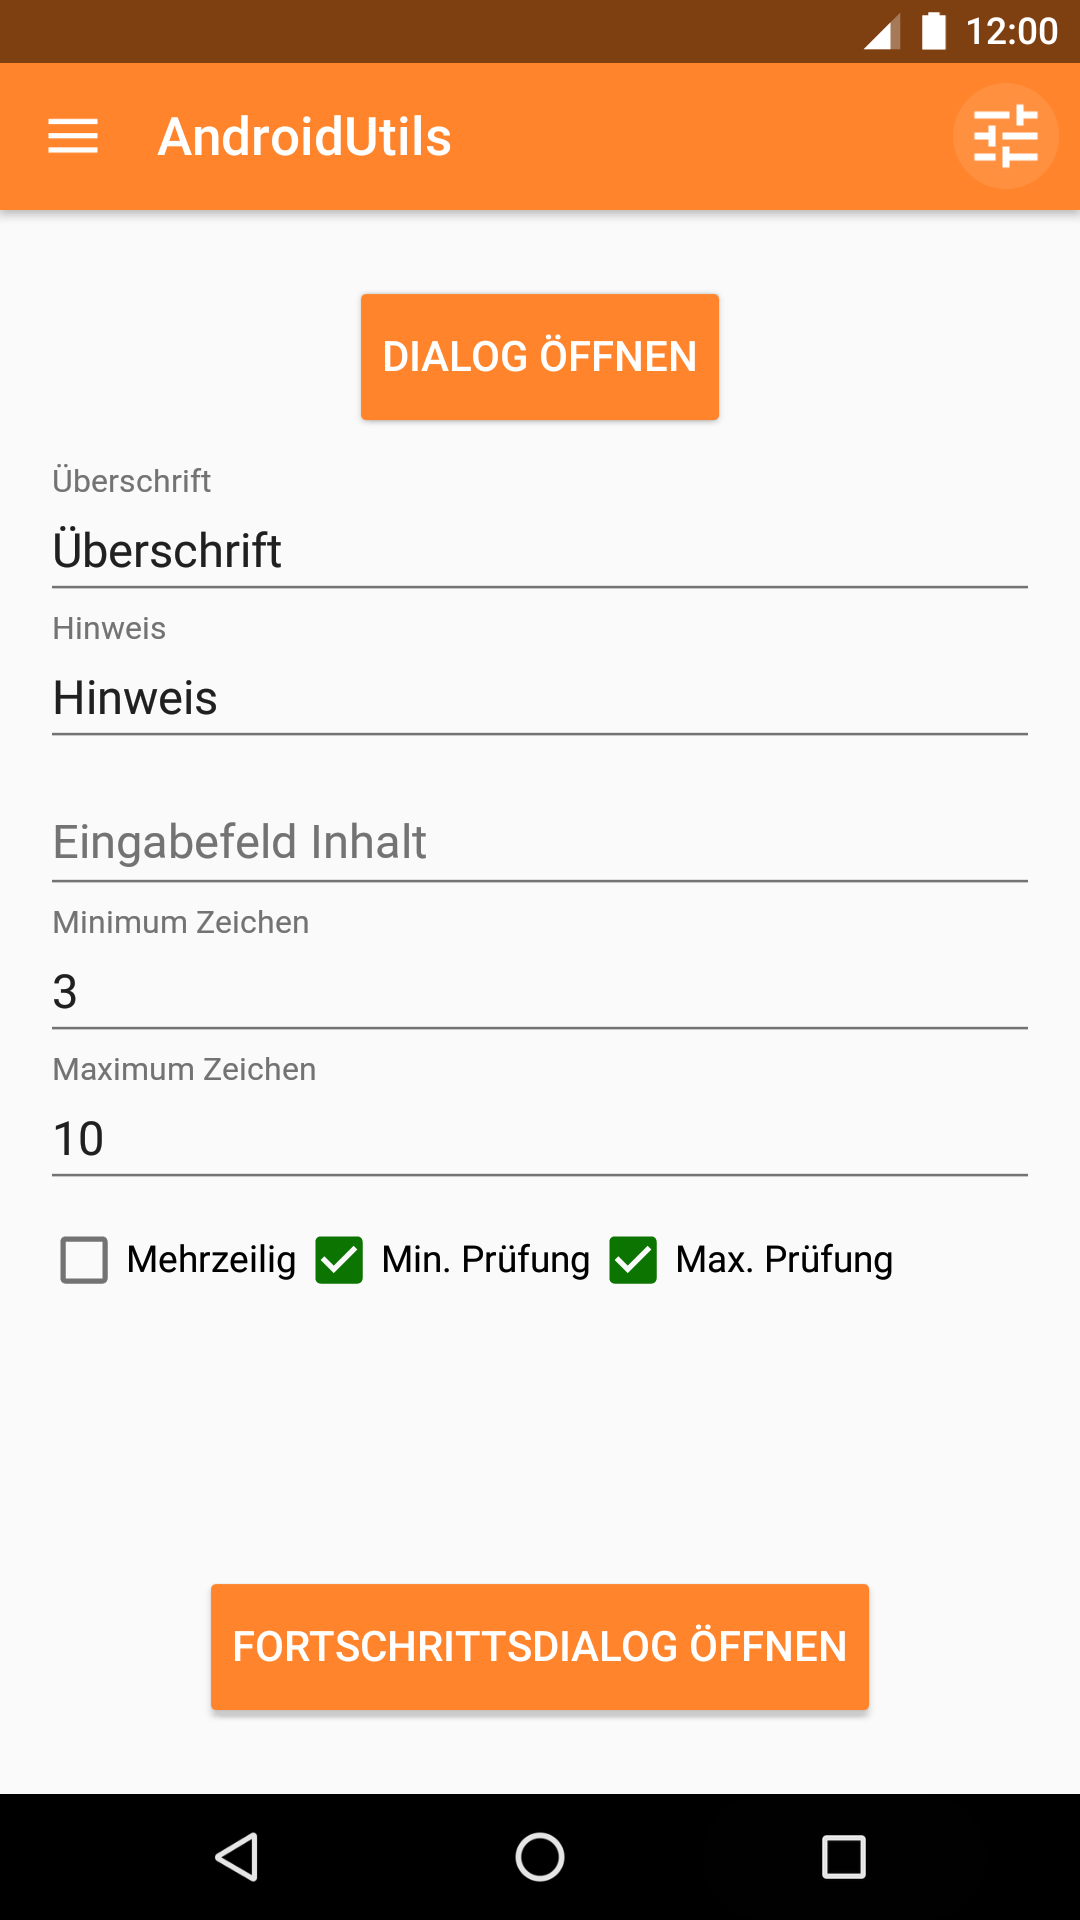 12:00
AndroidUtils
DIALOG ÖFFNEN
Überschrift
Überschrift
Hinweis
Hinweis
Eingabefeld Inhalt
Minimum Zeichen
3
Maximum Zeichen
10
Mehrzeilig Min. Prüfung Max. Prüfung
FORTSCHRITTSDIALOG ÖFFNEN